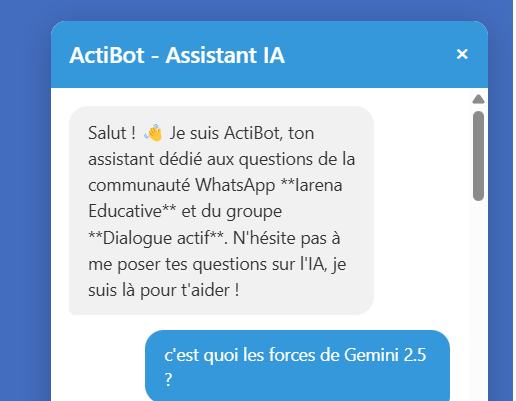 ActiBot - Assistant IA
×
Salut ! 👋 Je suis ActiBot, ton
assistant dédié aux questions de la
communauté WhatsApp **Iarena
Educative** et du groupe
**Dialogue actif**. N'hésite pas à
me poser tes questions sur l'IA, je
suis là pour t'aider !
c'est quoi les forces de Gemini 2.5
?